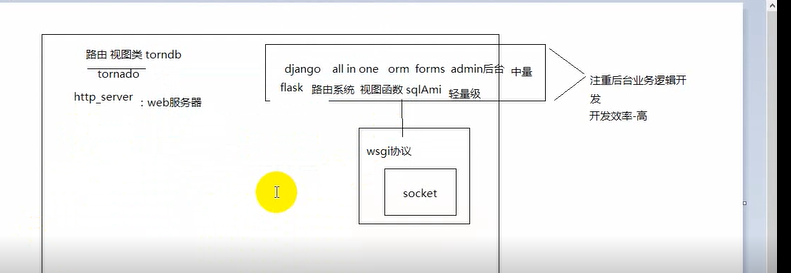 路由 视图类 torndb
tornado
http_server ：web服务器
django all in one orm forms admin后台 中量
flask 路由系统 视图函数 sqlAmi 轻量级
注重后台业务逻辑开
发
开发效率-高
wsgi协议
socket